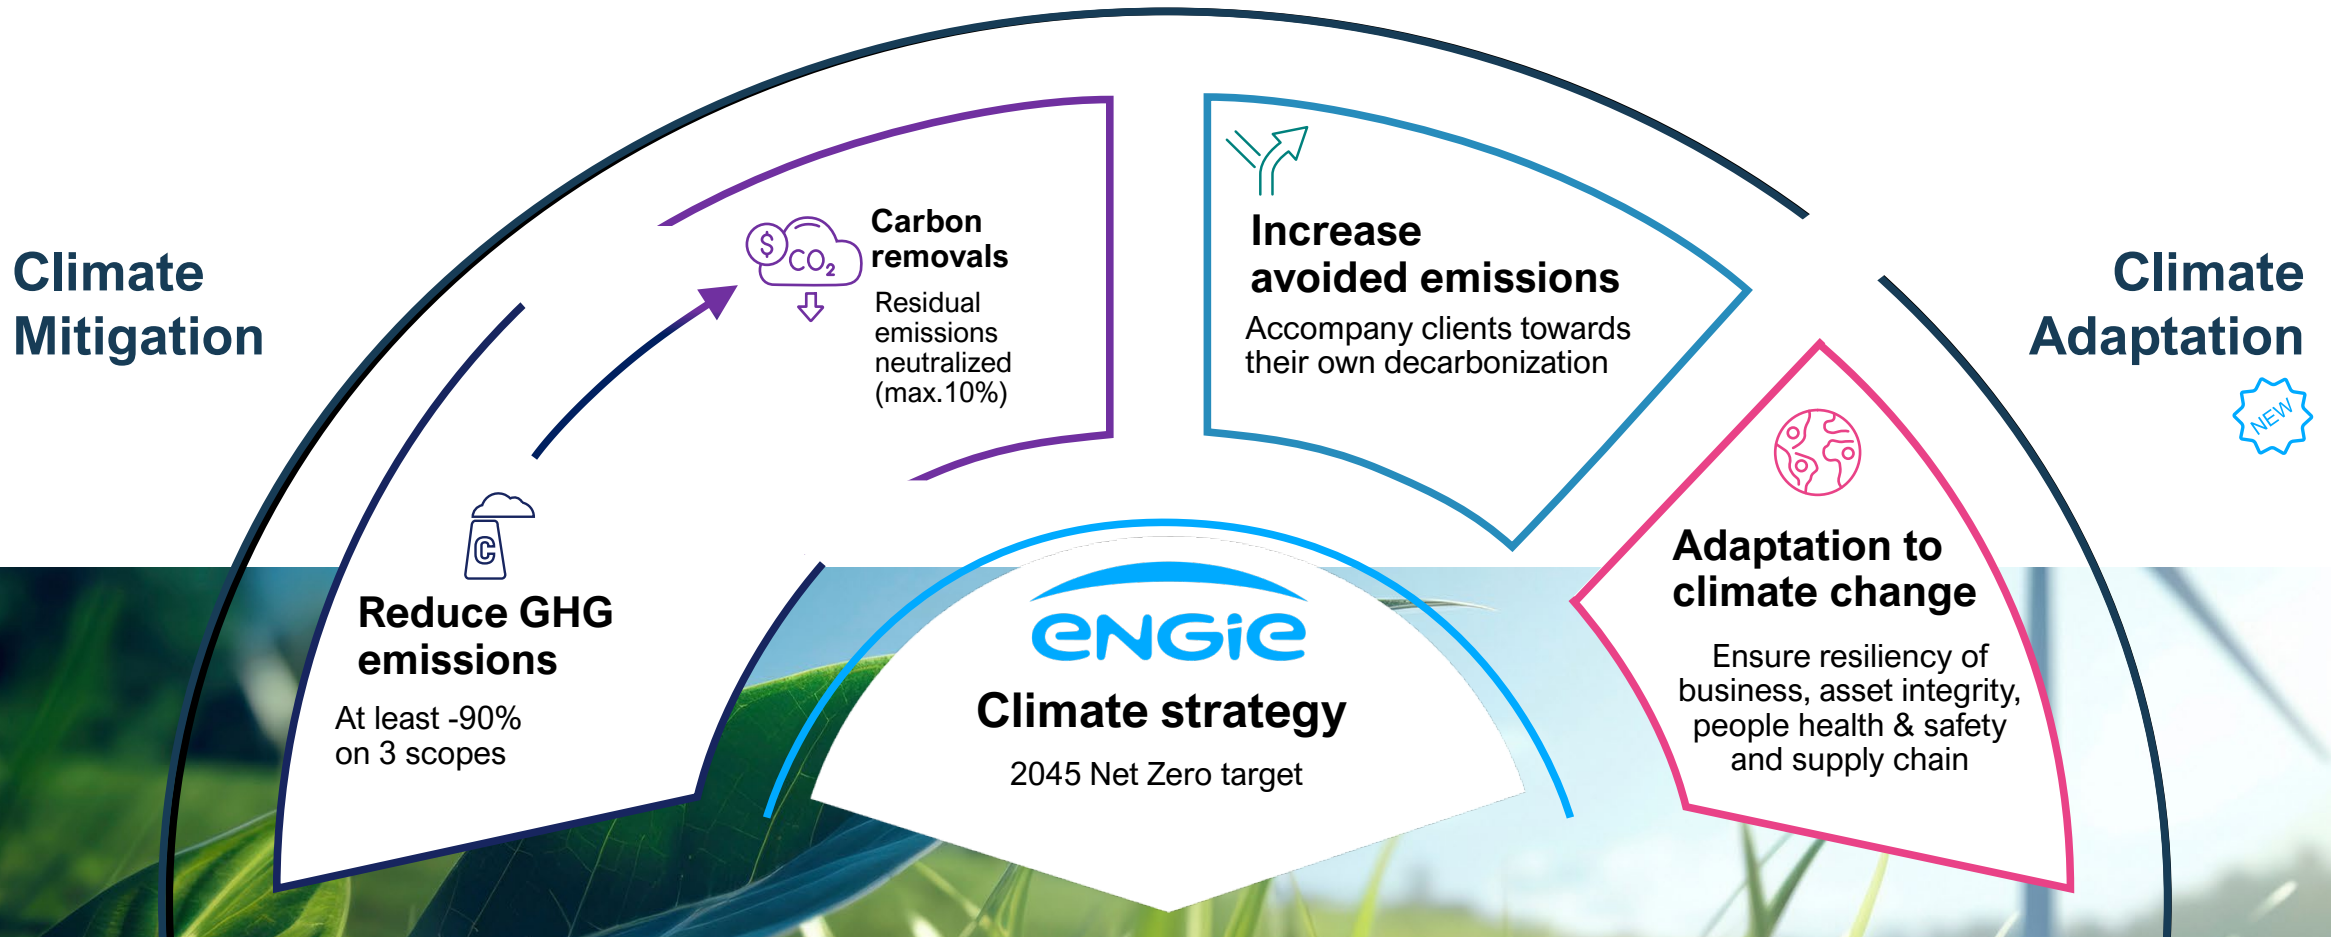 Climate
Mitigation
Carbon
removals
$
CO₂
Residual
emissions
neutralized
(max.10%)
Increase
avoided emissions
Accompany clients towards
their own decarbonization
Climate
Adaptation
NEW
C
Reduce GHG
emissions
At least -90%
on 3 scopes
ENGiE
Climate strategy
2045 Net Zero target
Adaptation to
climate change
Ensure resiliency of
business, asset integrity,
people health & safety
and supply chain